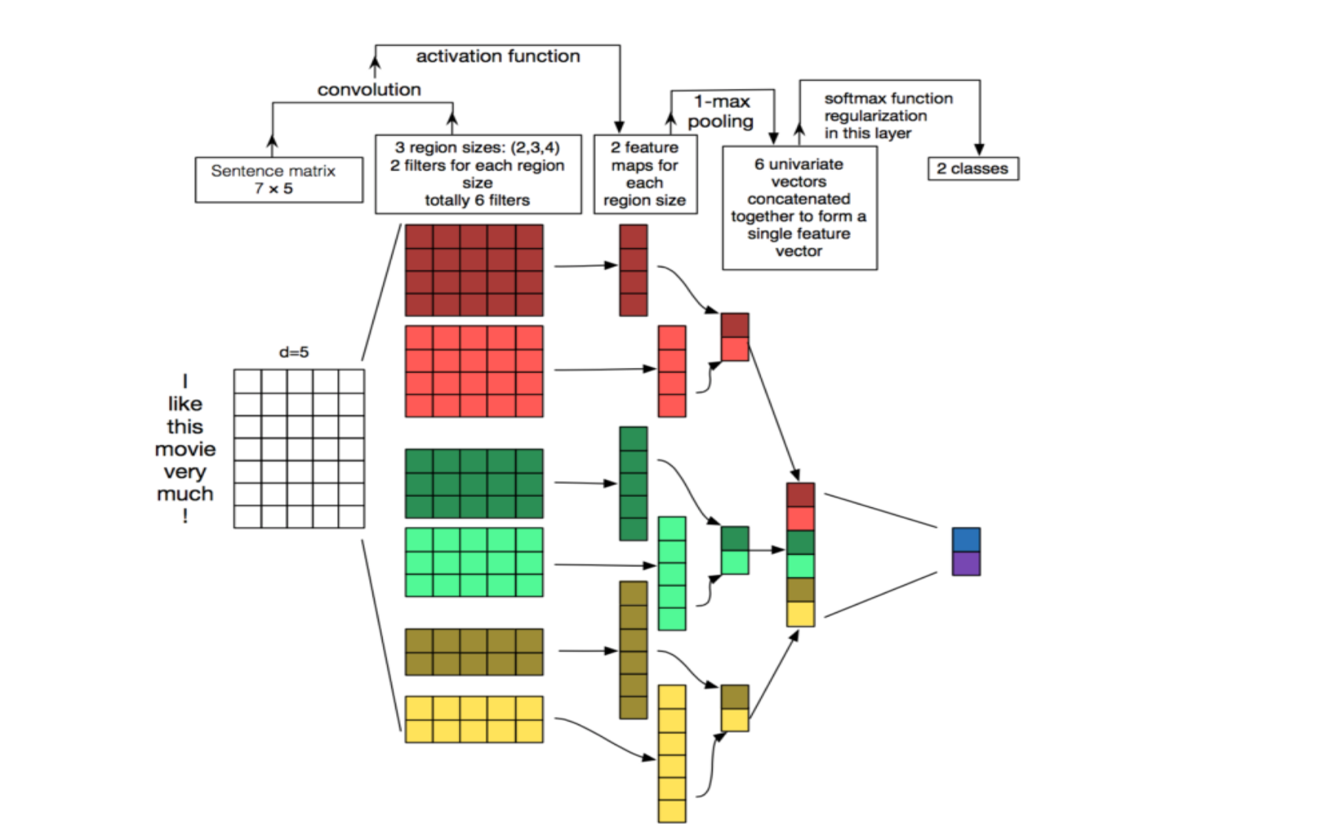 activation function
convolution
1-max
pooling
softmax function
regularization
in this layer
Sentence matrix
7 × 5
3 region sizes: (2,3,4)
2 filters for each region
size
totally 6 filters
2 feature
maps for
each
region size
6 univariate
vectors
concatenated
together to form a
single feature
vector
2 classes
d=5
I
like
this
movie
very
much
!